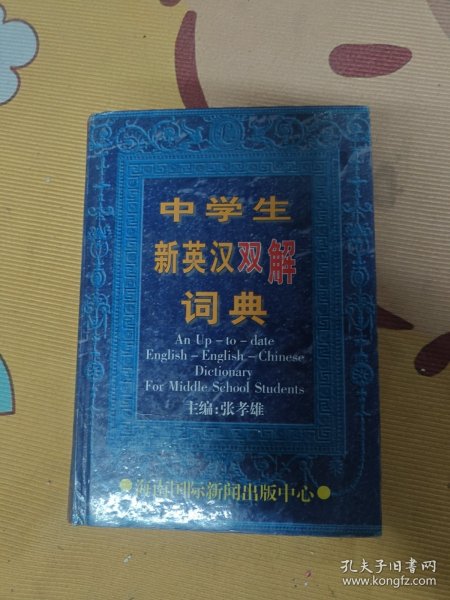 中学生
新英汉双解
词典
An Up-to-date
English-English-Chinese
Dictionary
For Middle School Students
主编:张孝雄
●海南国际新闻出版中心●
孔夫子旧书网
www.kongfz.com